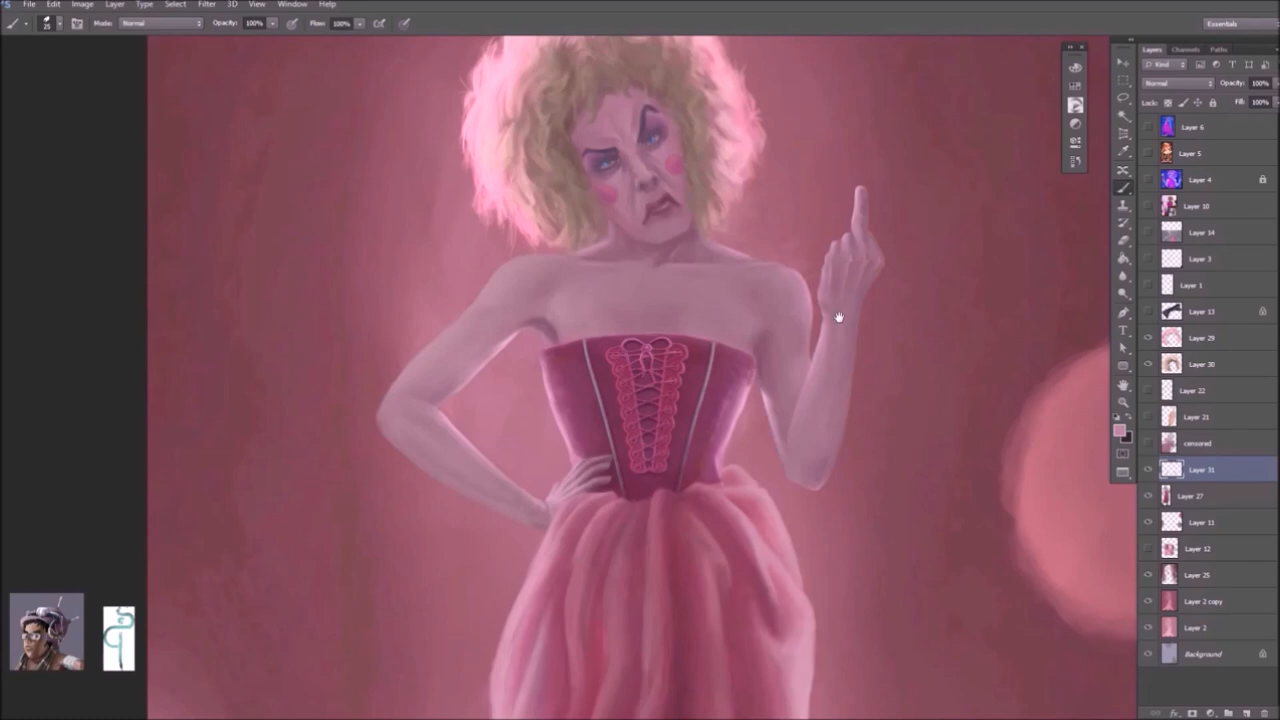 File Edit Image Layer Type Select Filter 3D View Window Help
25 Mode: Normal Opacity: 100% Flow: 100% Essentials
Layers Channels Paths
Kind
Normal Opacity: 100%
Lock: Fill: 100%
Layer 6
Layer 5
Layer 4
Layer 10
Layer 14
Layer 3
Layer 1
Layer 13
Layer 29
Layer 30
Layer 22
Layer 21
censored
Layer 31
Layer 27
Layer 11
Layer 12
Layer 25
Layer 2 copy
Layer 2
Background